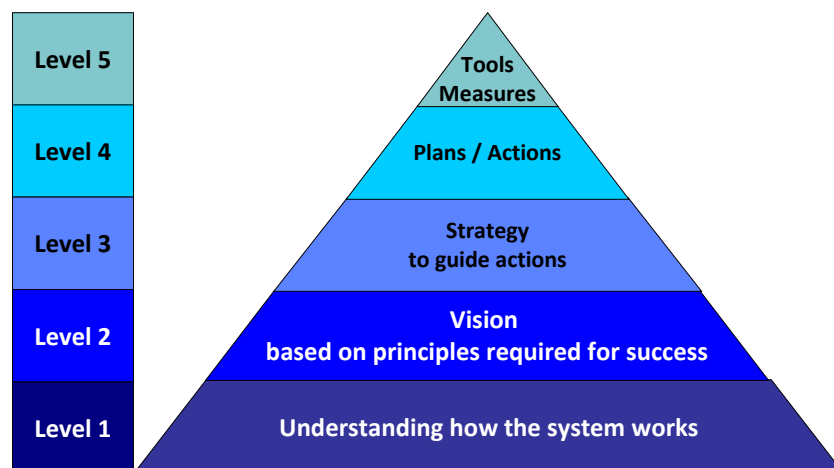 Level 5
Tools
Measures
Level 4
Plans / Actions
Level 3
Strategy
to guide actions
Level 2
Vision
based on principles required for success
Level 1
Understanding how the system works